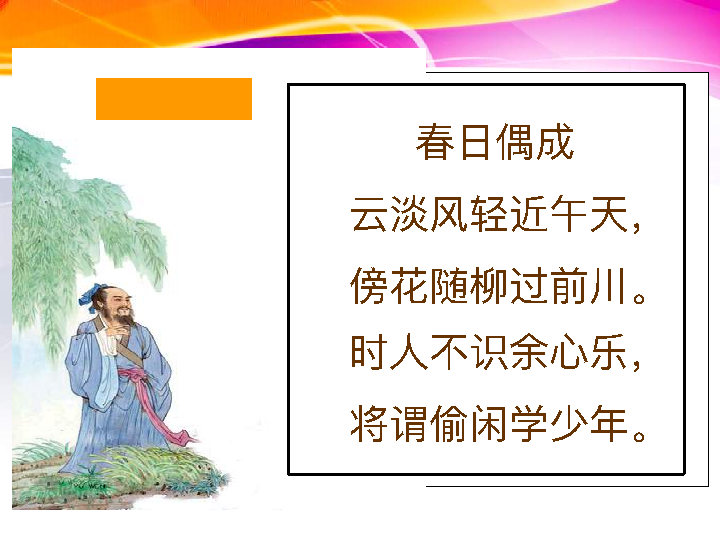 春日偶成
云淡风轻近午天，
傍花随柳过前川。
时人不识余心乐，
将谓偷闲学少年。